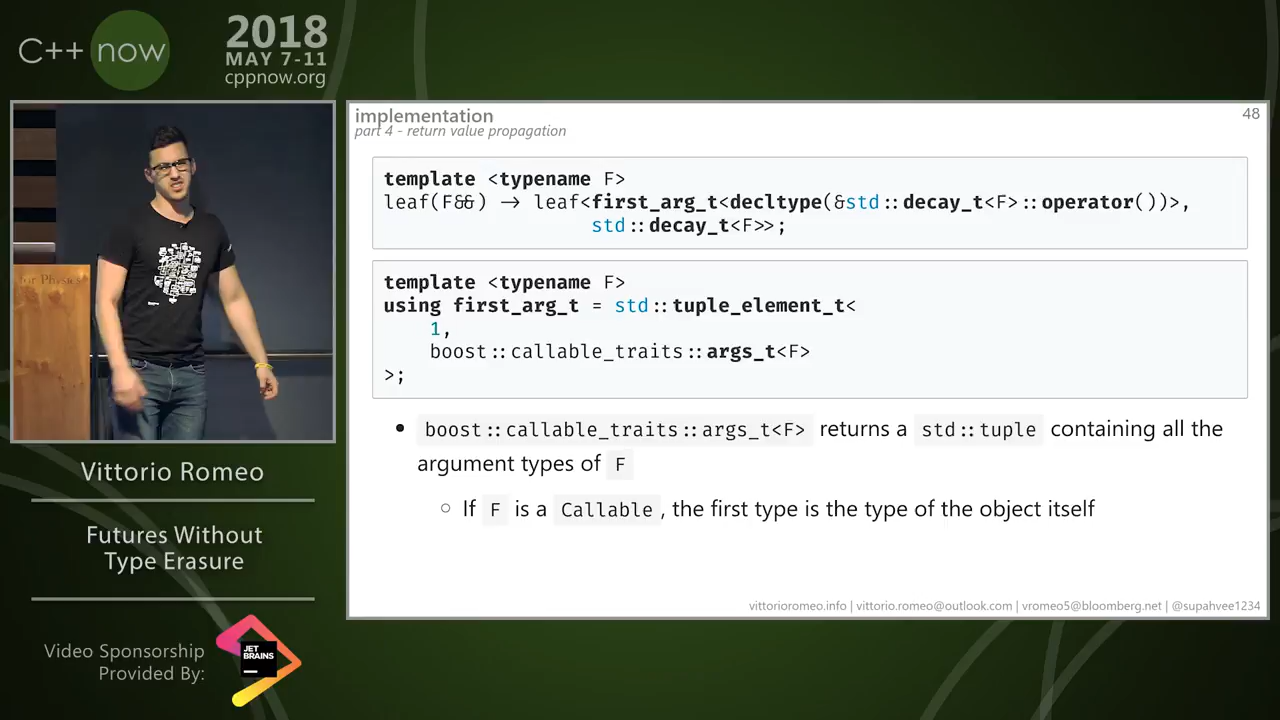 C++ now
2018
MAY 7-11
cppnow.org
implementation
48
part 4 - return value propagation
template <typename F>
leaf(F&&) -> leaf<first_arg_t<decltype(&std::decay_t<F>::operator())>,
std::decay_t<F>>;
template <typename F>
using first_arg_t = std::tuple_element_t<
1,
boost::callable_traits::args_t<F>
>;
• boost::callable_traits::args_t<F> returns a std::tuple containing all the
argument types of F
○ If F is a Callable, the first type is the type of the object itself
vittorioromeo.info | vittorio.romeo@outlook.com | vromeo5@bloomberg.net | @supahvee1234
for Physics
Vittorio Romeo
Futures Without
Type Erasure
Video Sponsorship
Provided By:
JET
BRAINS